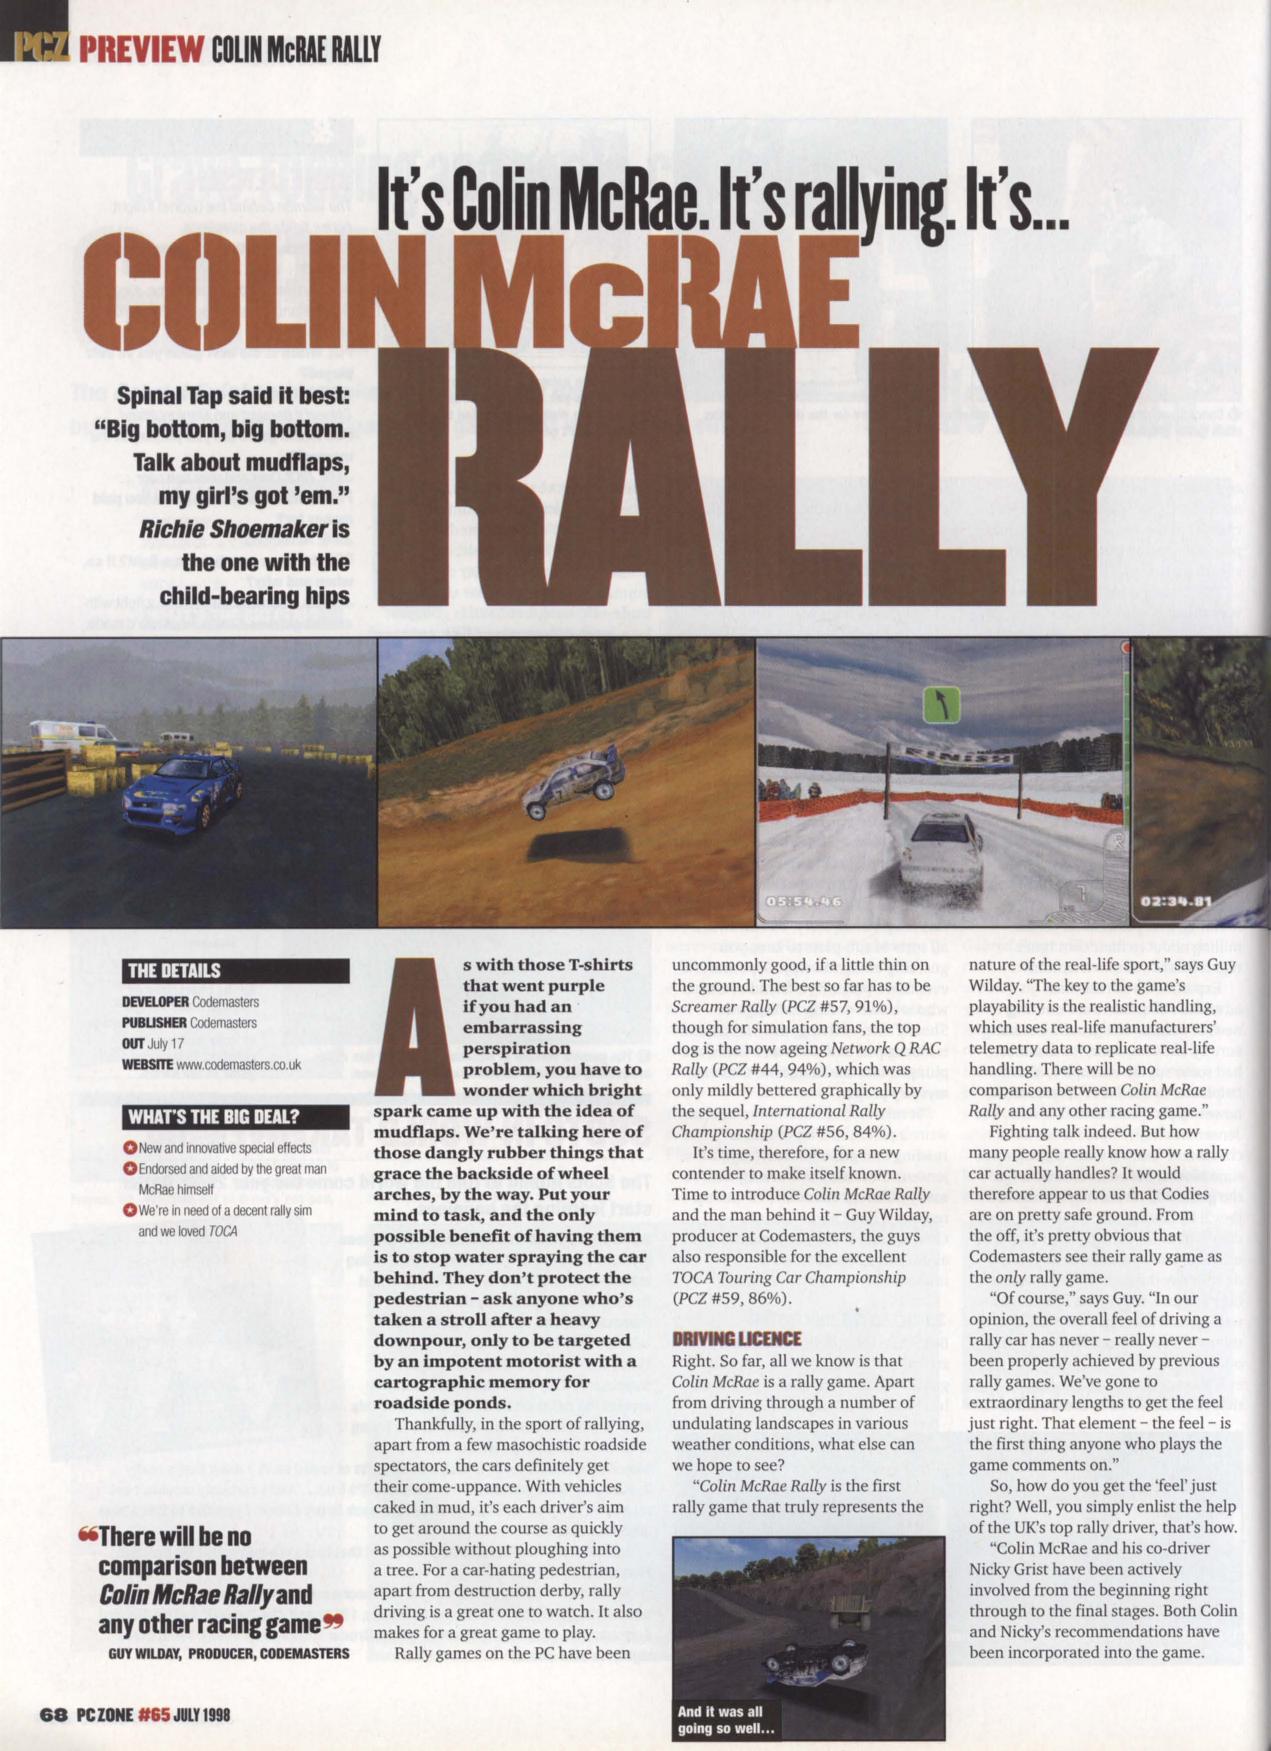 PCZ PREVIEW COLIN McRAE RALLY
It's Colin McRae. It's rallying. It's...
COLIN McRAE
RALLY
Spinal Tap said it best:
“Big bottom, big bottom.
Talk about mudflaps,
my girl's got 'em.”
Richie Shoemaker is
the one with the
child-bearing hips
FINISH
05:54.46
02:34.81
THE DETAILS
DEVELOPER Codemasters
PUBLISHER Codemasters
OUT July 17
WEBSITE www.codemasters.co.uk
WHAT'S THE BIG DEAL?
New and innovative special effects
Endorsed and aided by the great man
McRae himself
We're in need of a decent rally sim
and we loved TOCA
“There will be no
comparison between
Colin McRae Rally and
any other racing game”
GUY WILDAY, PRODUCER, CODEMASTERS
As with those T-shirts
that went purple
if you had an
embarrassing
perspiration
problem, you have to
wonder which bright
spark came up with the idea of
mudflaps. We're talking here of
those dangly rubber things that
grace the backside of wheel
arches, by the way. Put your
mind to task, and the only
possible benefit of having them
is to stop water spraying the car
behind. They don't protect the
pedestrian – ask anyone who's
taken a stroll after a heavy
downpour, only to be targeted
by an impotent motorist with a
cartographic memory for
roadside ponds.
Thankfully, in the sport of rallying,
apart from a few masochistic roadside
spectators, the cars definitely get
their come-uppance. With vehicles
caked in mud, it's each driver's aim
to get around the course as quickly
as possible without ploughing into
a tree. For a car-hating pedestrian,
apart from destruction derby, rally
driving is a great one to watch. It also
makes for a great game to play.
Rally games on the PC have been
uncommonly good, if a little thin on
the ground. The best so far has to be
Screamer Rally (PCZ #57, 91%),
though for simulation fans, the top
dog is the now ageing Network Q RAC
Rally (PCZ #44, 94%), which was
only mildly bettered graphically by
the sequel, International Rally
Championship (PCZ #56, 84%).
It's time, therefore, for a new
contender to make itself known.
Time to introduce Colin McRae Rally
and the man behind it – Guy Wilday,
producer at Codemasters, the guys
also responsible for the excellent
TOCA Touring Car Championship
(PCZ #59, 86%).
DRIVING LICENCE
Right. So far, all we know is that
Colin McRae is a rally game. Apart
from driving through a number of
undulating landscapes in various
weather conditions, what else can
we hope to see?
“Colin McRae Rally is the first
rally game that truly represents the
And it was all
going so well...
nature of the real-life sport,” says Guy
Wilday. “The key to the game's
playability is the realistic handling,
which uses real-life manufacturers'
telemetry data to replicate real-life
handling. There will be no
comparison between Colin McRae
Rally and any other racing game.”
Fighting talk indeed. But how
many people really know how a rally
car actually handles? It would
therefore appear to us that Codies
are on pretty safe ground. From
the off, it's pretty obvious that
Codemasters see their rally game as
the only rally game.
“Of course,” says Guy. “In our
opinion, the overall feel of driving a
rally car has never – really never –
been properly achieved by previous
rally games. We've gone to
extraordinary lengths to get the feel
just right. That element – the feel – is
the first thing anyone who plays the
game comments on.”
So, how do you get the 'feel' just
right? Well, you simply enlist the help
of the UK's top rally driver, that's how.
“Colin McRae and his co-driver
Nicky Grist have been actively
involved from the beginning right
through to the final stages. Both Colin
and Nicky's recommendations have
been incorporated into the game.
68 PC ZONE #65 JULY 1998